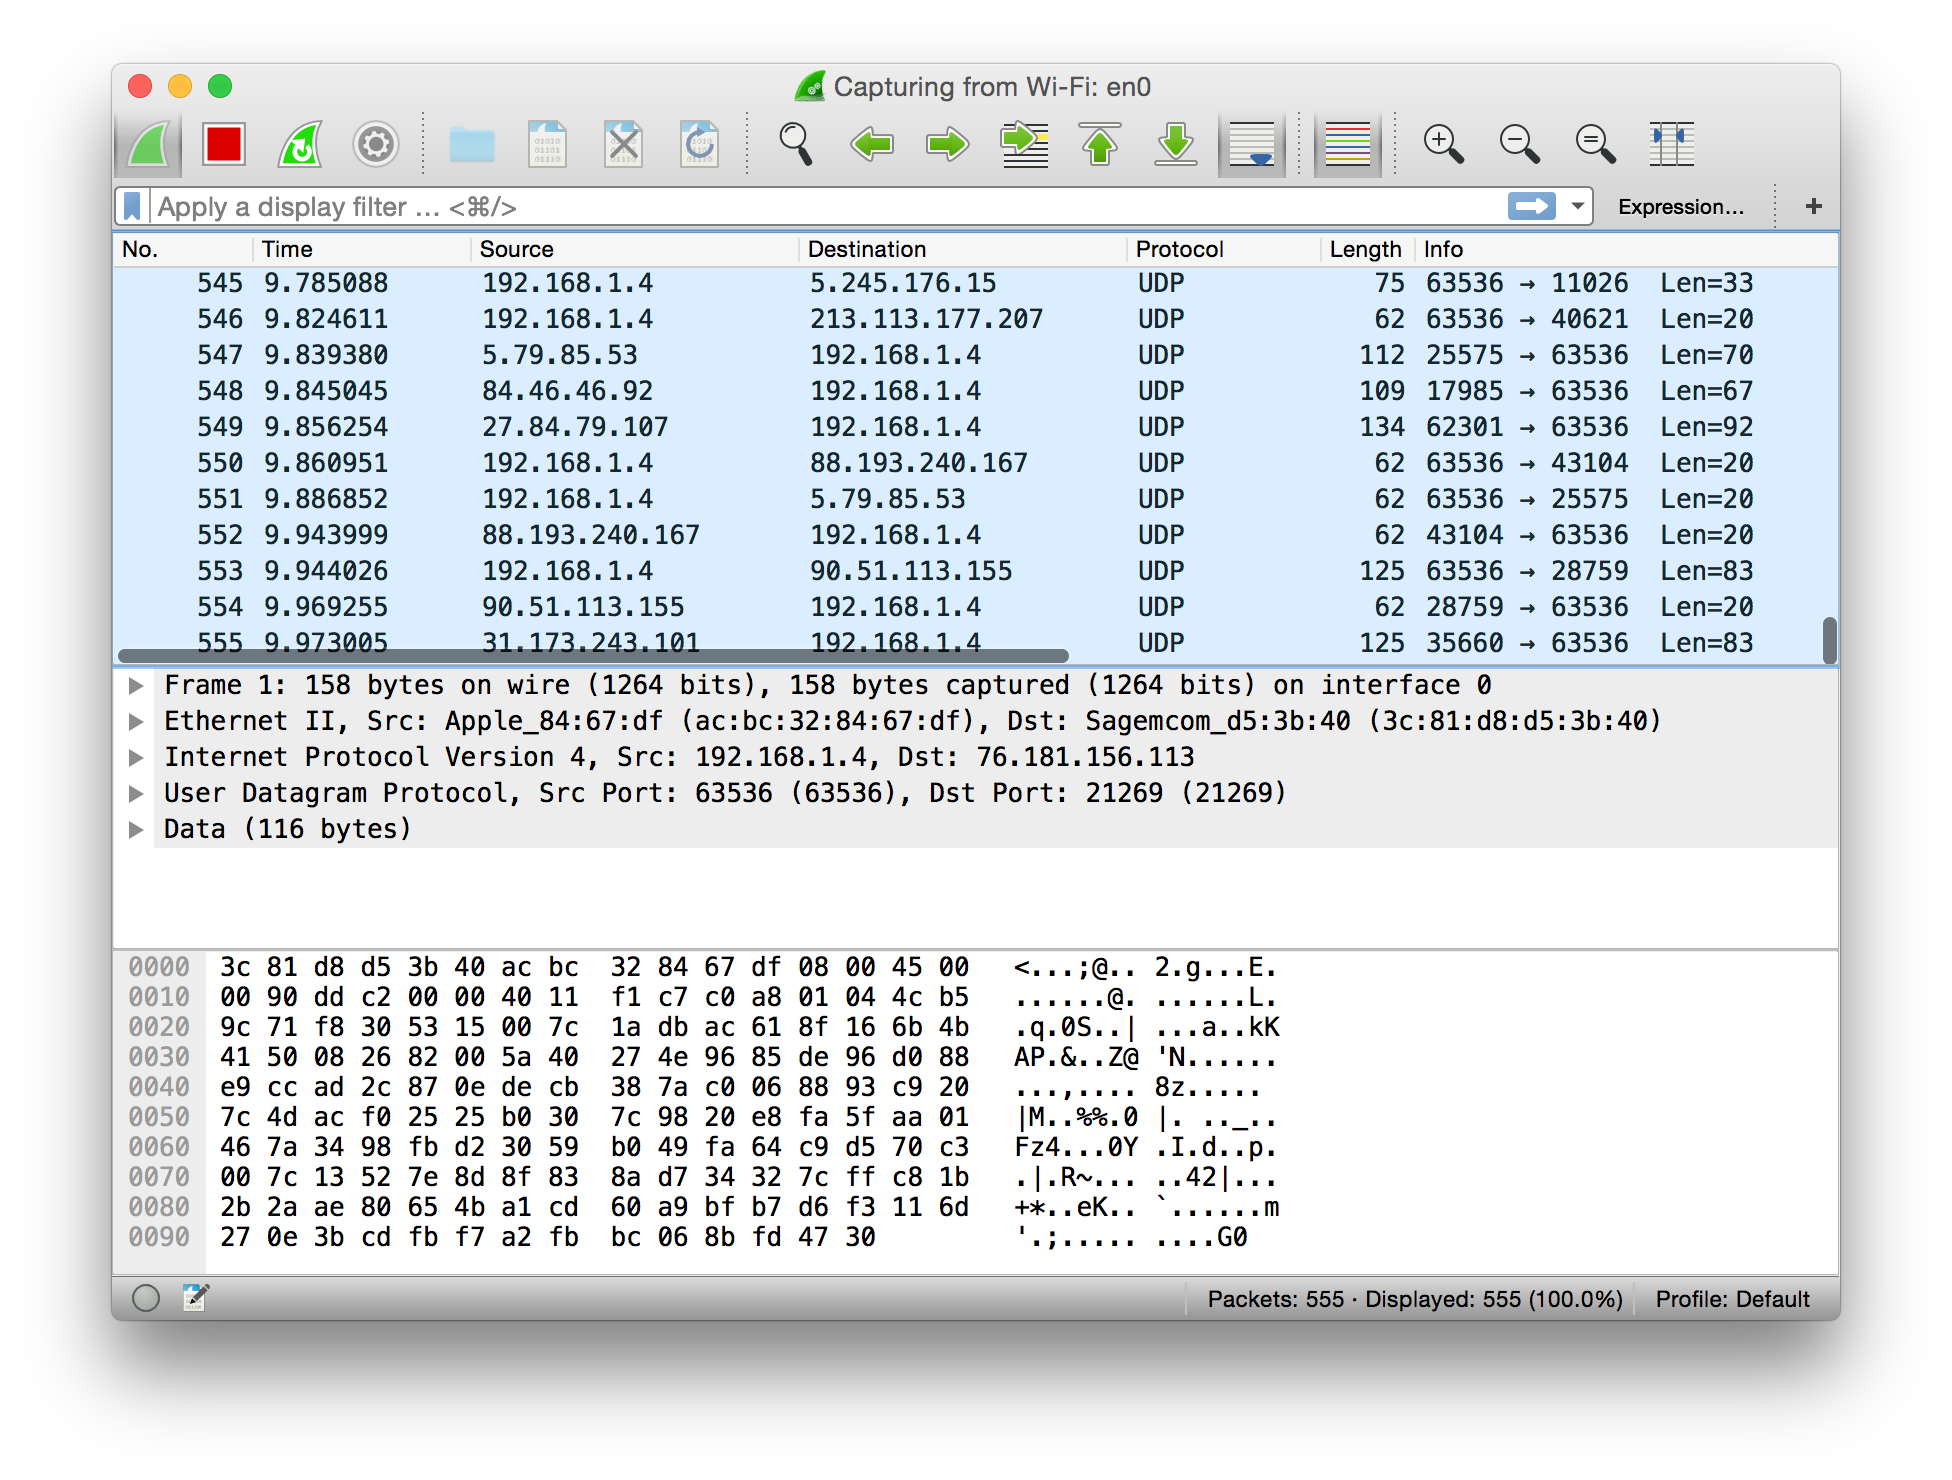 Capturing from Wi-Fi: en0
Apply a display filter … <⌘/>
Expression…
+
No. Time Source Destination Protocol Length Info
545 9.785088 192.168.1.4 5.245.176.15 UDP 75 63536 → 11026 Len=33
546 9.824611 192.168.1.4 213.113.177.207 UDP 62 63536 → 40621 Len=20
547 9.839380 5.79.85.53 192.168.1.4 UDP 112 25575 → 63536 Len=70
548 9.845045 84.46.46.92 192.168.1.4 UDP 109 17985 → 63536 Len=67
549 9.856254 27.84.79.107 192.168.1.4 UDP 134 62301 → 63536 Len=92
550 9.860951 192.168.1.4 88.193.240.167 UDP 62 63536 → 43104 Len=20
551 9.886852 192.168.1.4 5.79.85.53 UDP 62 63536 → 25575 Len=20
552 9.943999 88.193.240.167 192.168.1.4 UDP 62 43104 → 63536 Len=20
553 9.944026 192.168.1.4 90.51.113.155 UDP 125 63536 → 28759 Len=83
554 9.969255 90.51.113.155 192.168.1.4 UDP 62 28759 → 63536 Len=20
555 9.973005 31.173.243.101 192.168.1.4 UDP 125 35660 → 63536 Len=83
Frame 1: 158 bytes on wire (1264 bits), 158 bytes captured (1264 bits) on interface 0
Ethernet II, Src: Apple_84:67:df (ac:bc:32:84:67:df), Dst: Sagemcom_d5:3b:40 (3c:81:d8:d5:3b:40)
Internet Protocol Version 4, Src: 192.168.1.4, Dst: 76.181.156.113
User Datagram Protocol, Src Port: 63536 (63536), Dst Port: 21269 (21269)
Data (116 bytes)
0000 3c 81 d8 d5 3b 40 ac bc 32 84 67 df 08 00 45 00 <...;@.. 2.g...E.
0010 00 90 dd c2 00 00 40 11 f1 c7 c0 a8 01 04 4c b5 ......@. ......L.
0020 9c 71 f8 30 53 15 00 7c 1a db ac 61 8f 16 6b 4b .q.0S..| ...a..kK
0030 41 50 08 26 82 00 5a 40 27 4e 96 85 de 96 d0 88 AP.&..Z@ 'N......
0040 e9 cc ad 2c 87 0e de cb 38 7a c0 06 88 93 c9 20 ...,.... 8z.....
0050 7c 4d ac f0 25 25 b0 30 7c 98 20 e8 fa 5f aa 01 |M..%%.0 |. .._..
0060 46 7a 34 98 fb d2 30 59 b0 49 fa 64 c9 d5 70 c3 Fz4...0Y .I.d..p.
0070 00 7c 13 52 7e 8d 8f 83 8a d7 34 32 7c ff c8 1b .|.R~... ..42|...
0080 2b 2a ae 80 65 4b a1 cd 60 a9 bf b7 d6 f3 11 6d +*..eK.. `......m
0090 27 0e 3b cd fb f7 a2 fb bc 06 8b fd 47 30 '.;..... ....G0
Packets: 555 · Displayed: 555 (100.0%) Profile: Default